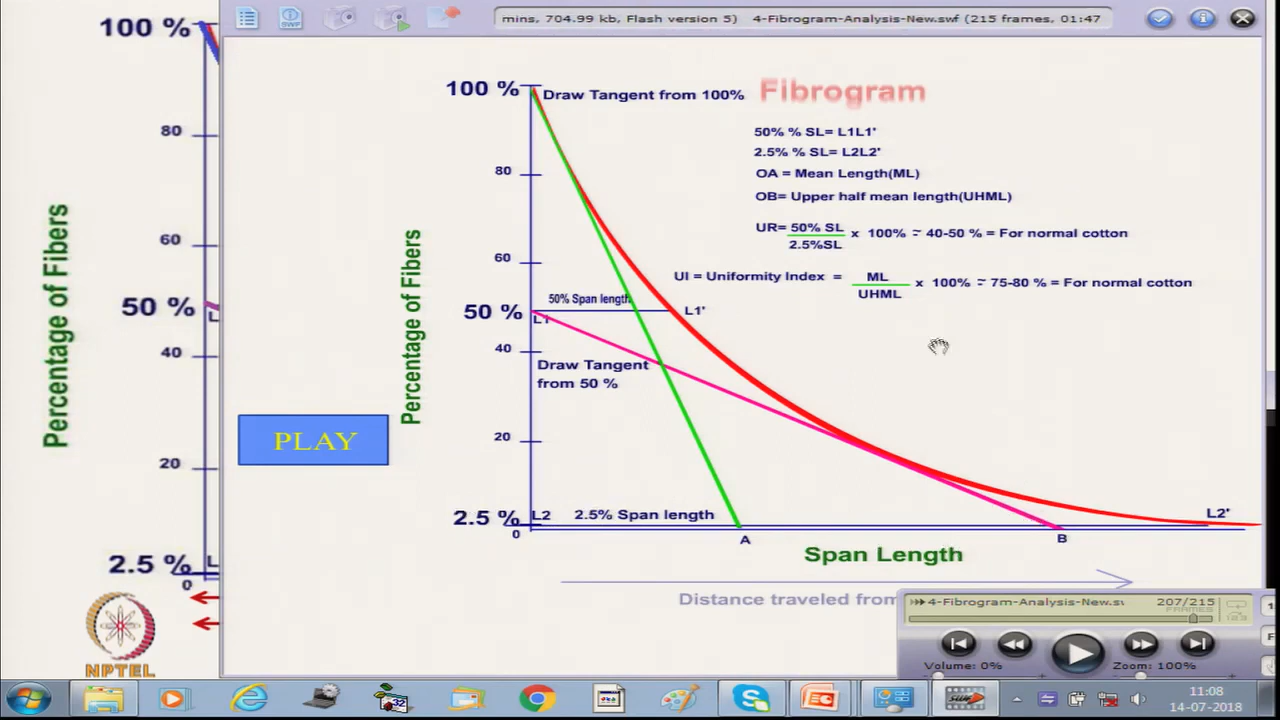 mins, 704.99 kb, Flash version 5) 4-Fibrogram-Analysis-New.swf (215 frames, 01:47
100 %
80
60
50 %
L
40
20
2.5 %
L
0
Percentage of Fibers
NPTEL
PLAY
Fibrogram
100 %
Draw Tangent from 100%
50% % SL= L1L1'
2.5% % SL= L2L2'
OA = Mean Length(ML)
OB= Upper half mean length(UHML)
UR= 50% SL
2.5%SL
x 100% ~ 40-50 % = For normal cotton
UI = Uniformity Index = ML
UHML
x 100% ~ 75-80 % = For normal cotton
80
60
Percentage of Fibers
50% Span length
50 %
L1
L1'
40
Draw Tangent
from 50 %
20
2.5 %
L2
2.5% Span length
L2'
0
A
B
Span Length
Distance traveled from
4-Fibrogram-Analysis-New.s
207/215
FRAMES
Volume: 0%
Zoom: 100%
11:08
14-07-2018